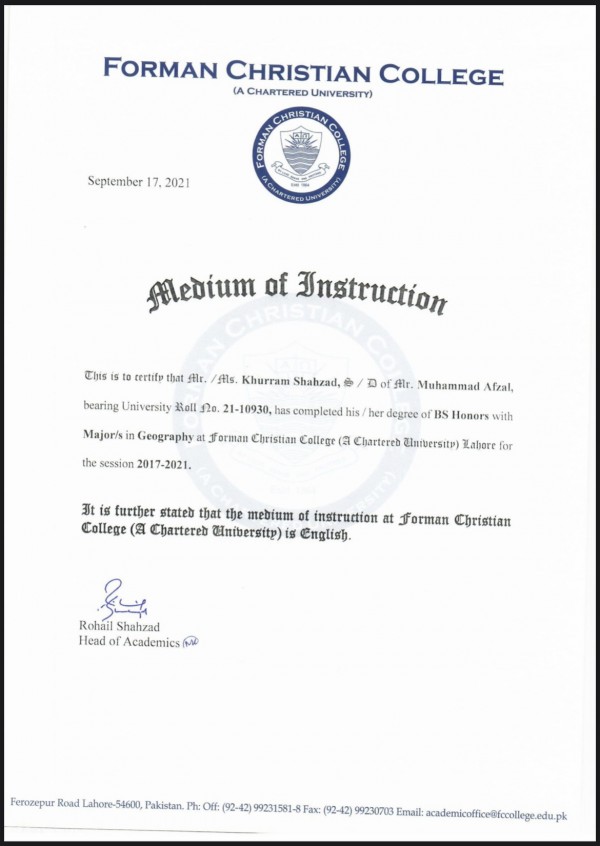 FORMAN CHRISTIAN COLLEGE
(A CHARTERED UNIVERSITY)
FORMAN CHRISTIAN COLLEGE
(A CHARTERED UNIVERSITY)
September 17, 2021
Medium of Instruction
This is to certify that Mr. /Ms. Khurram Shahzad, S / D of Mr. Muhammad Afzal,
bearing University Roll No. 21-10930, has completed his / her degree of BS Honors with
Major/s in Geography at Forman Christian College (A Chartered University) Lahore for
the session 2017-2021.
It is further stated that the medium of instruction at Forman Christian
College (A Chartered University) is English.
Rohail Shahzad
Head of Academics
Ferozepur Road Lahore-54600, Pakistan. Ph: Off: (92-42) 99231581-8 Fax: (92-42) 99230703 Email: academicoffice@fccollege.edu.pk